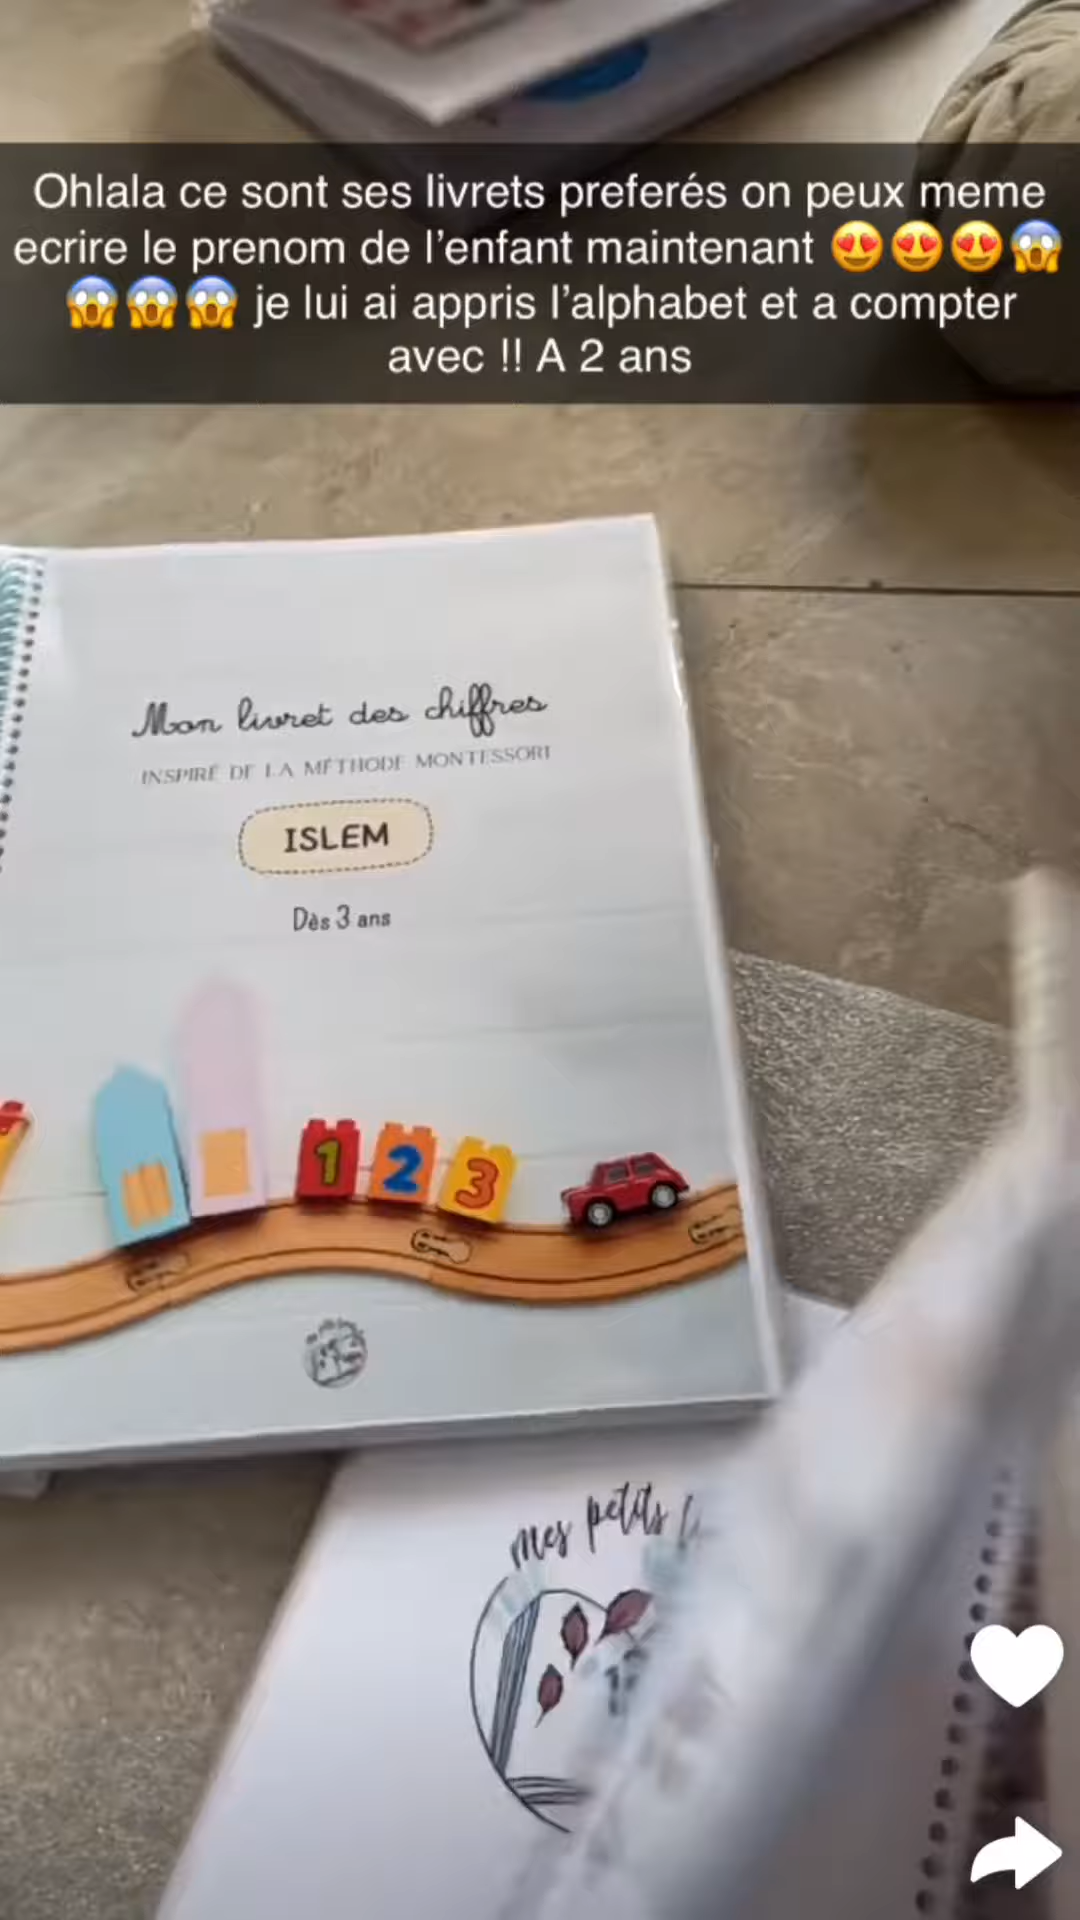 Ohlala ce sont ses livrets preferés on peux meme
ecrire le prenom de l'enfant maintenant 😍😍😍😱
😱😱😱 je lui ai appris l'alphabet et a compter
avec !! A 2 ans
Mon livret des chiffres
INSPIRÉ DE LA MÉTHODE MONTESSORI
ISLEM
Dès 3 ans
1 2 3
mes petits